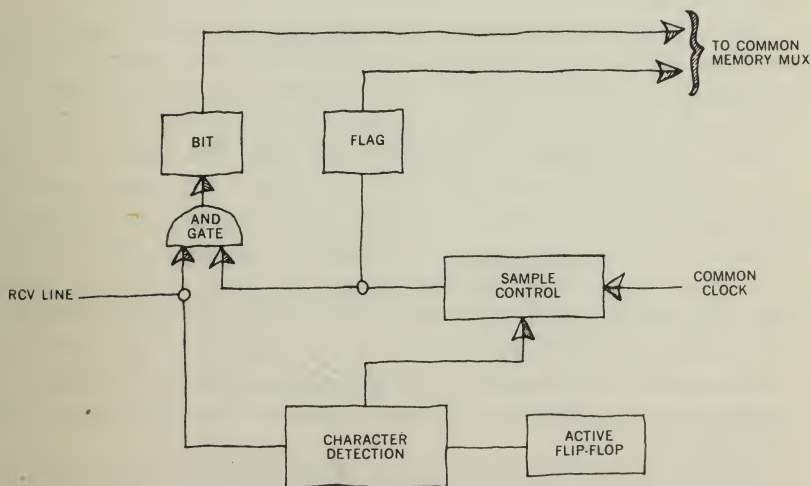 TO COMMON
MEMORY MUX
BIT
FLAG
AND
GATE
RCV LINE
SAMPLE
CONTROL
COMMON
CLOCK
CHARACTER
DETECTION
ACTIVE
FLIP-FLOP